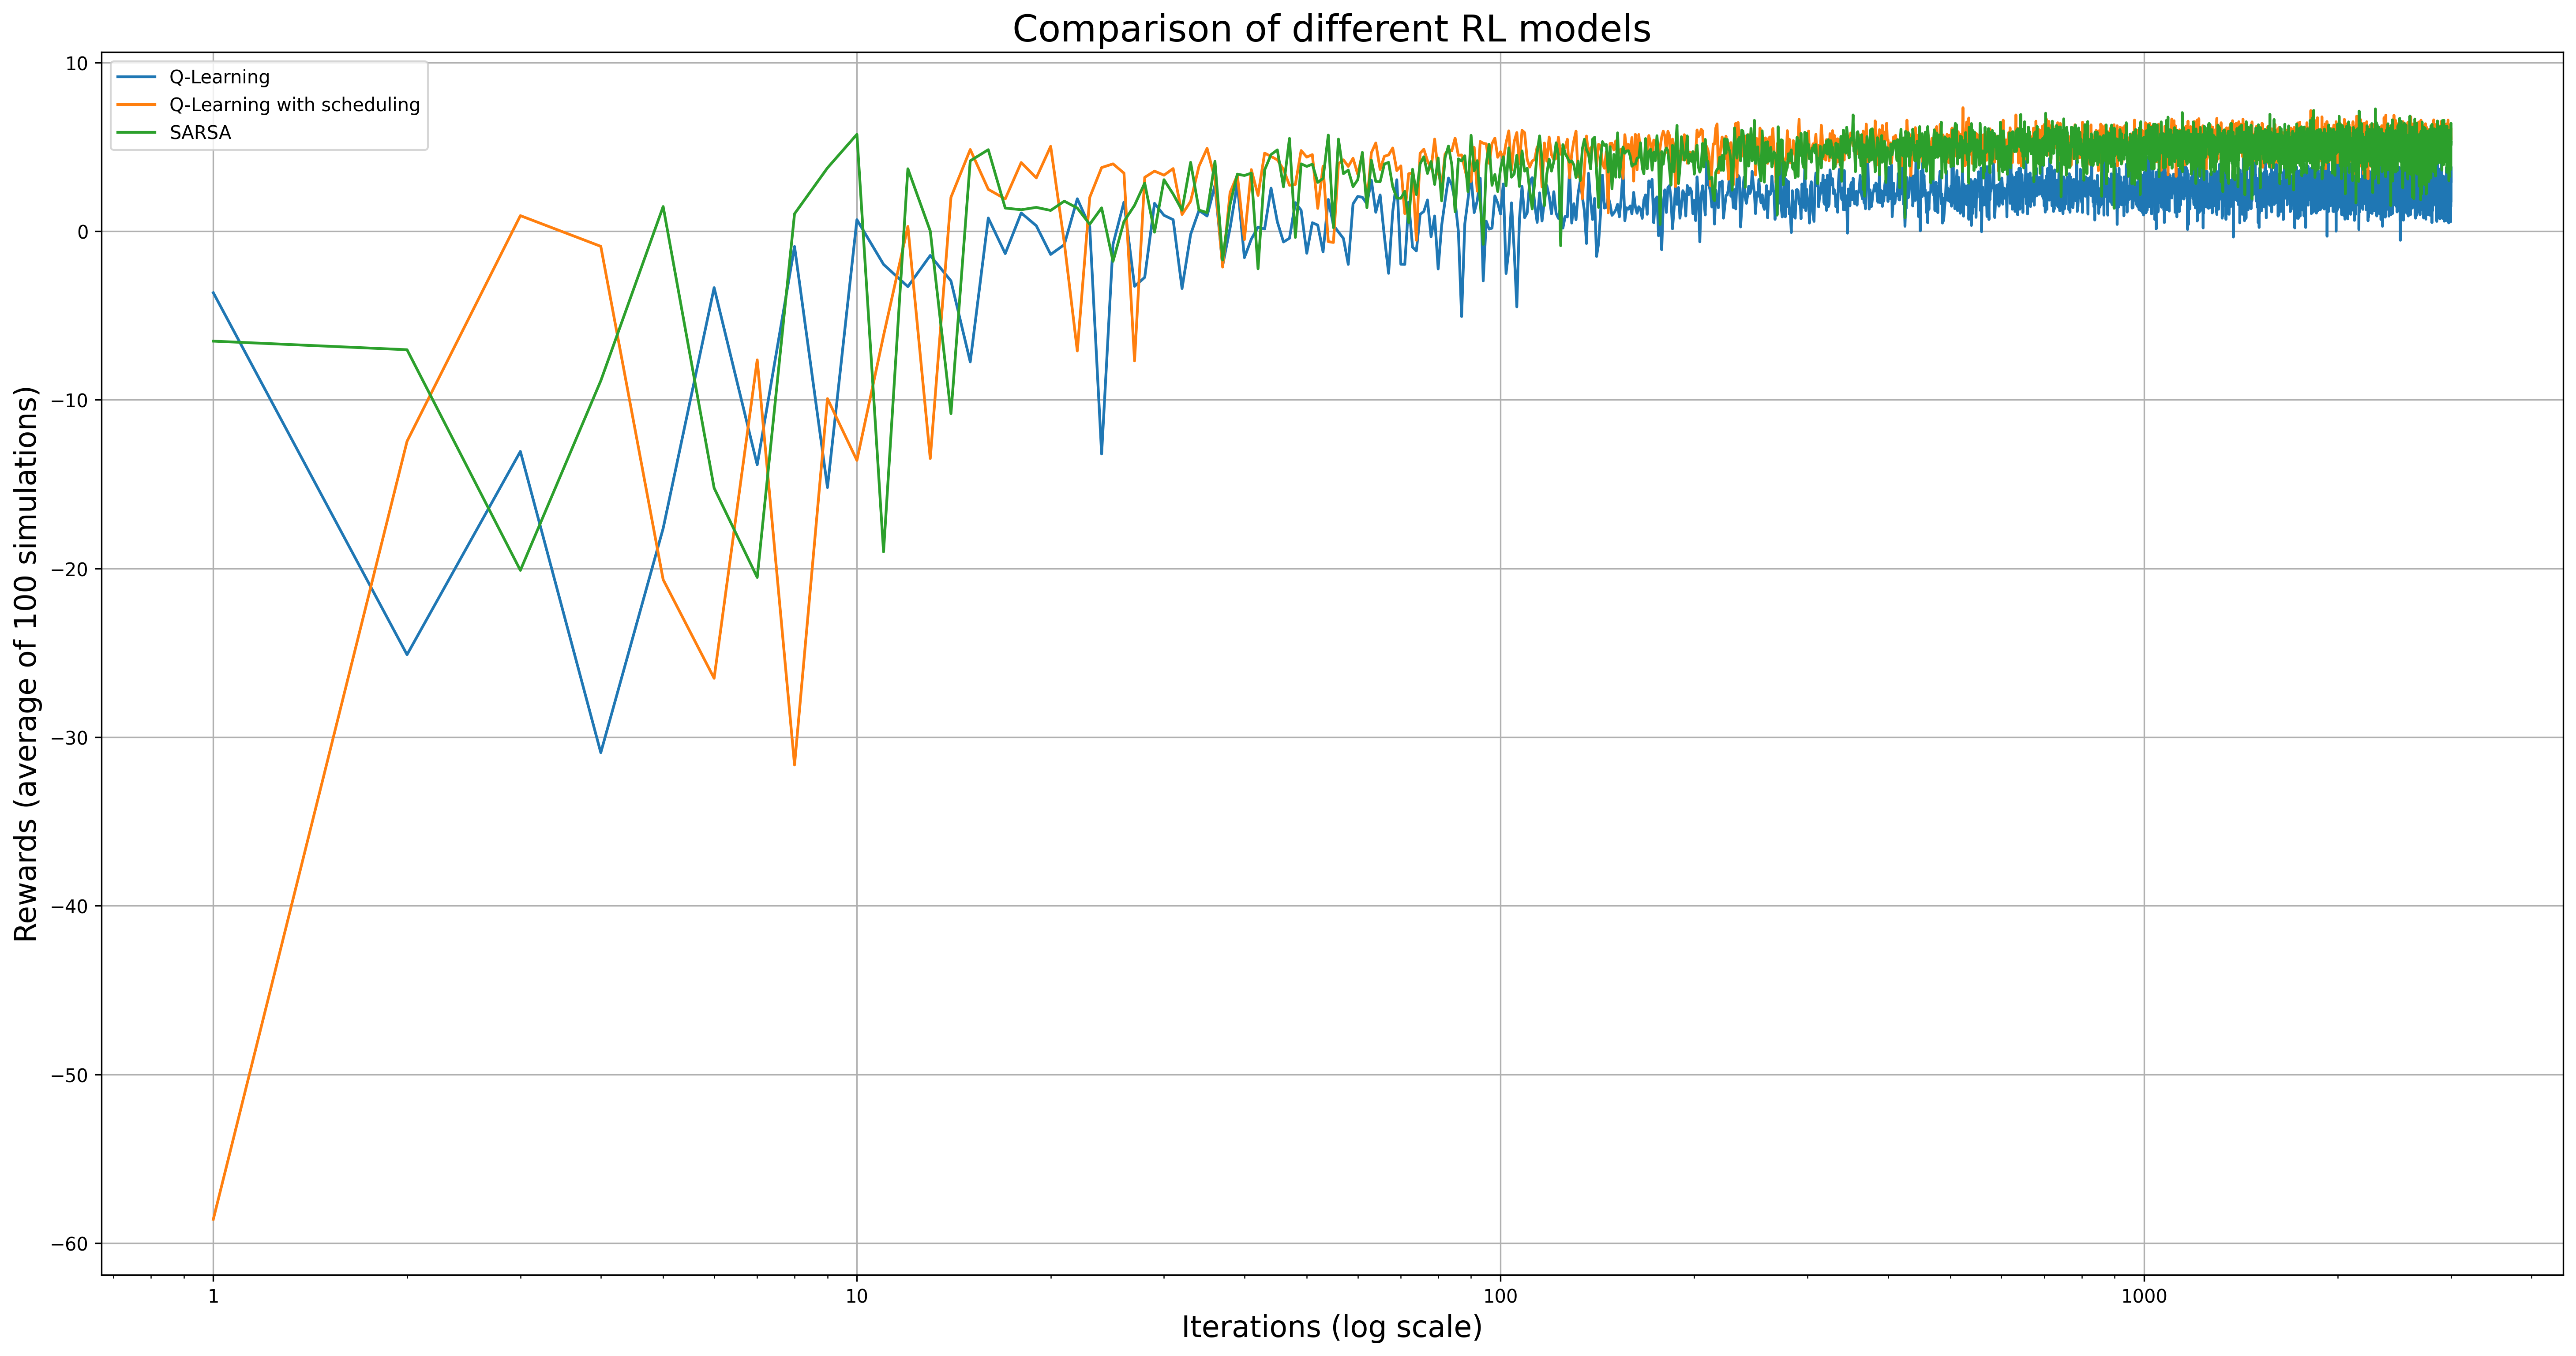 Comparison of different RL models
Q-Learning
Q-Learning with scheduling
SARSA
Rewards (average of 100 simulations)
10
0
−10
−20
−30
−40
−50
−60
1
10
100
1000
Iterations (log scale)